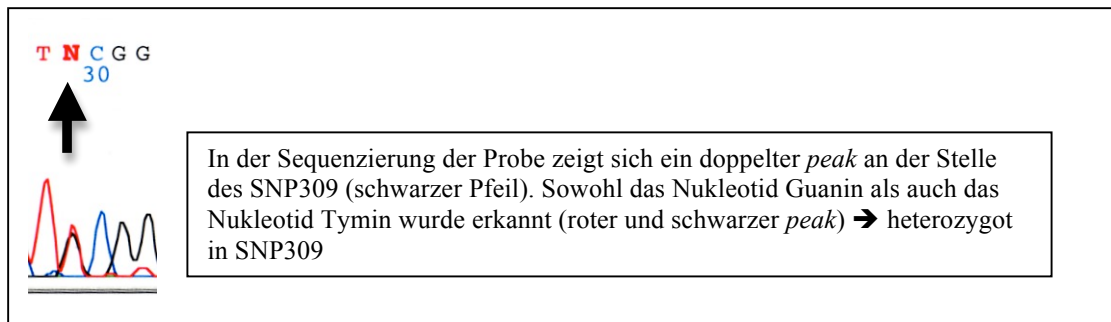 T N C G G
30
In der Sequenzierung der Probe zeigt sich ein doppelter peak an der Stelle
des SNP309 (schwarzer Pfeil). Sowohl das Nukleotid Guanin als auch das
Nukleotid Tymin wurde erkannt (roter und schwarzer peak) ➔ heterozygot
in SNP309